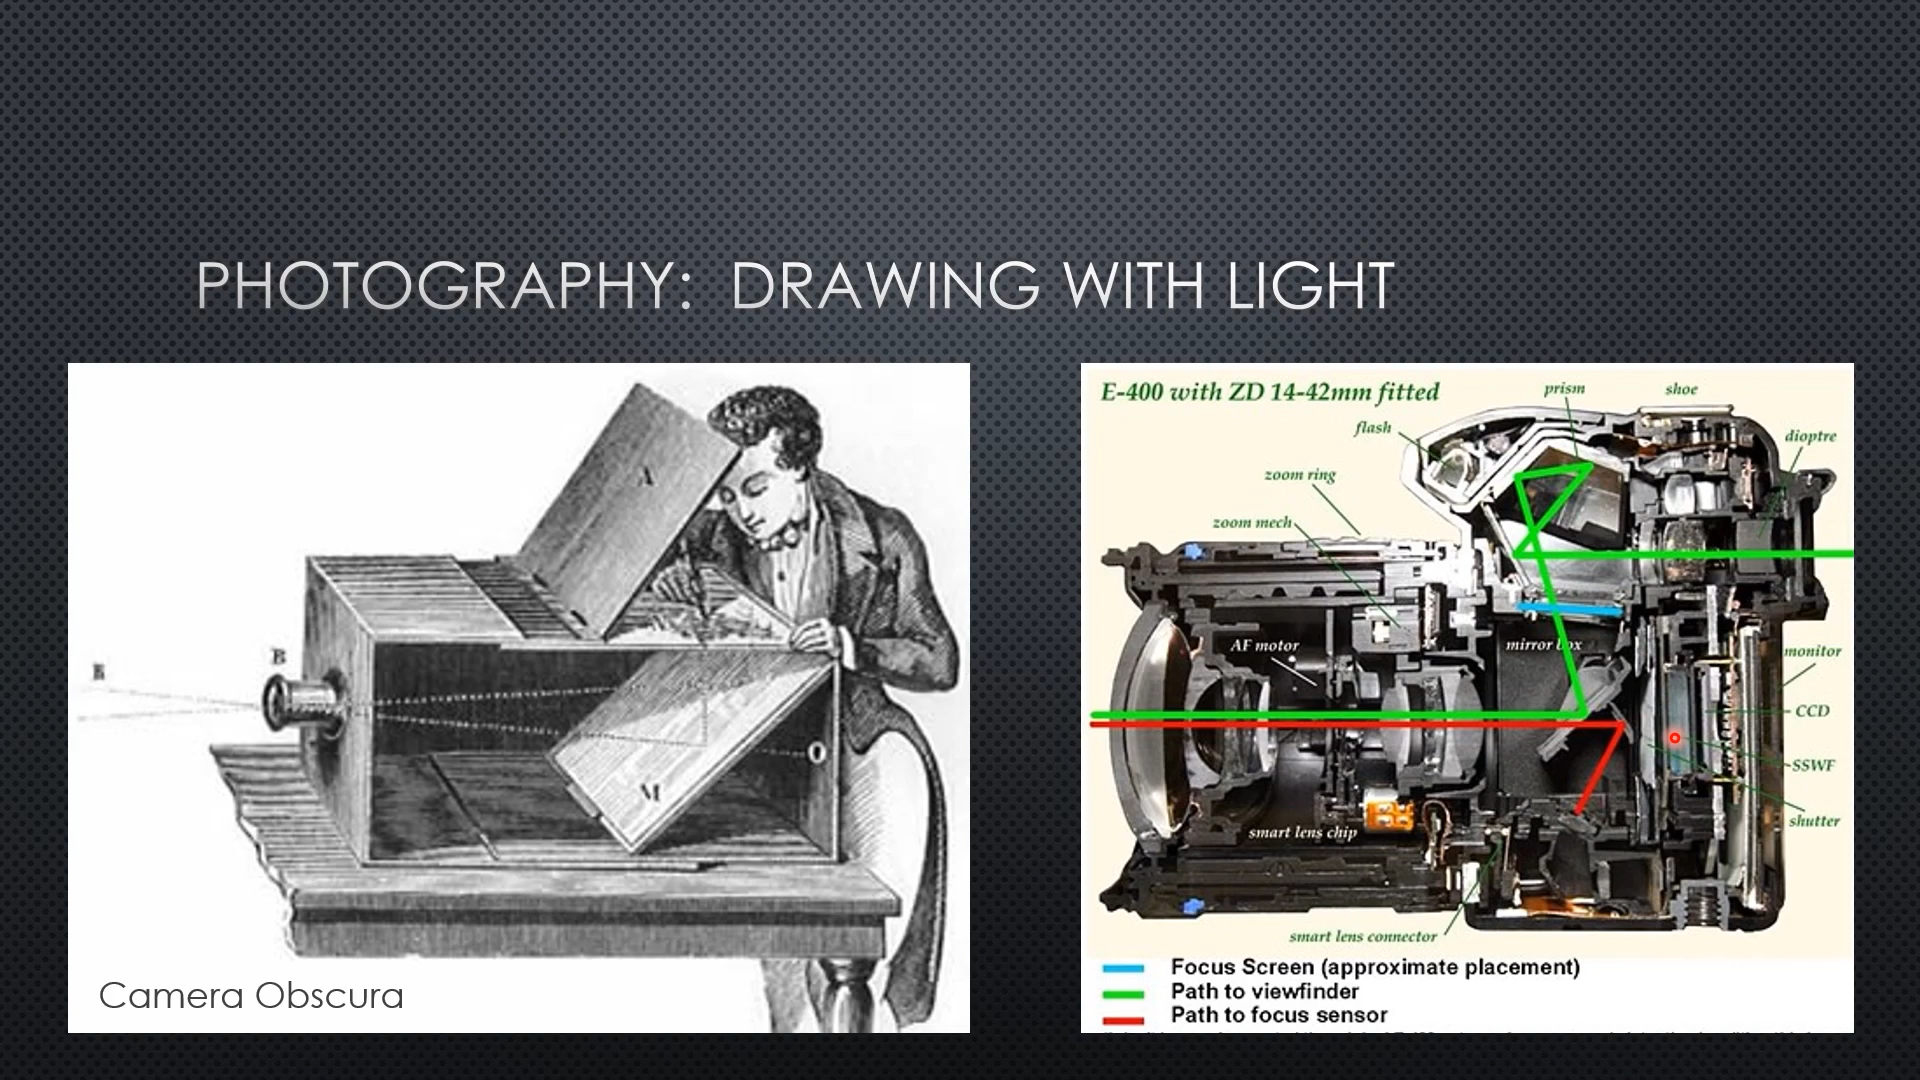 PHOTOGRAPHY: DRAWING WITH LIGHT
A
B
B
O
M
Camera Obscura
E-400 with ZD 14-42mm fitted
prism
shoe
flash
dioptre
zoom ring
zoom mech
AF motor
mirror box
monitor
CCD
SSWF
shutter
smart lens chip
smart lens connector
Focus Screen (approximate placement)
Path to viewfinder
Path to focus sensor